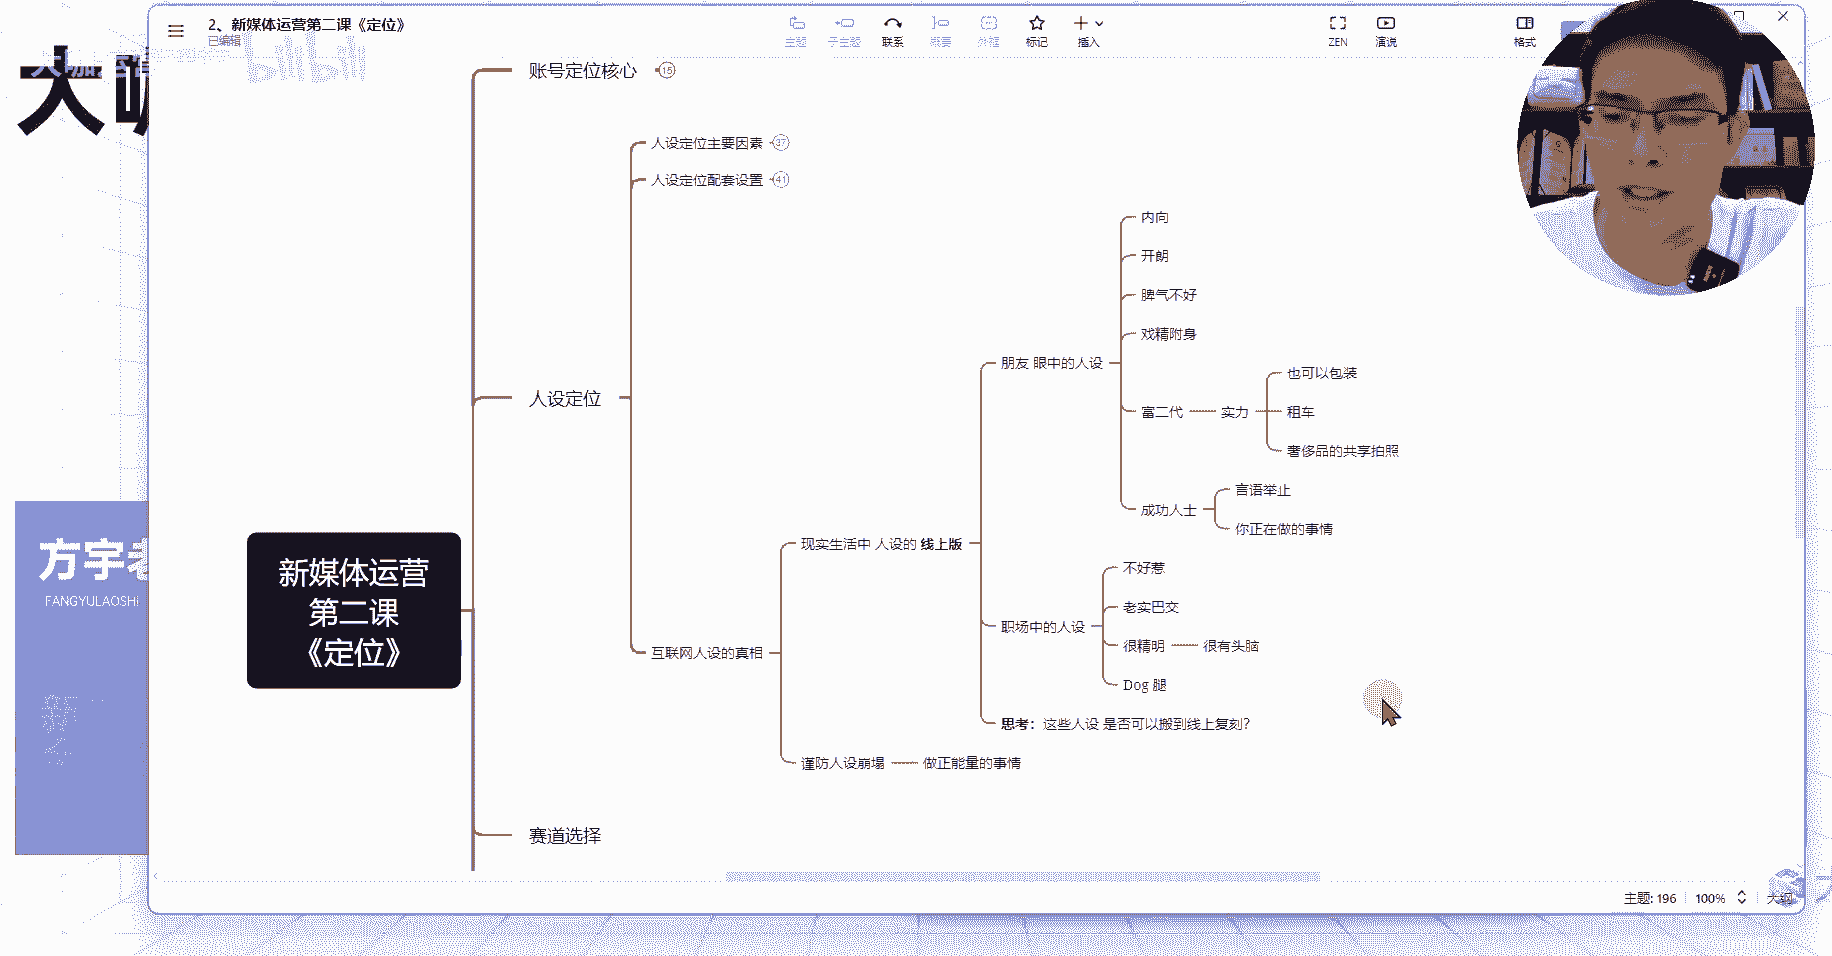 2、新媒体运营第二课《定位》
已编辑
主题
子主题
联系
概要
外框
标记
插入
ZEN
演说
格式
大咖运营
bilibili
大咖
账号定位核心
15
人设定位主要因素
37
人设定位配套设置
41
内向
开朗
脾气不好
戏精附身
朋友 眼中的人设
也可以包装
人设定位
富二代
实力
租车
奢侈品的共享拍照
言语举止
成功人士
你正在做的事情
现实生活中 人设的 线上版
不好惹
老实巴交
职场中的人设
很精明
很有头脑
互联网人设的真相
Dog 腿
思考：这些人设 是否可以搬到线上复刻？
谨防人设崩塌
做正能量的事情
赛道选择
新媒体运营
第二课
《定位》
方宇老
FANGYULAOSHI
主题: 196
100%
大纲